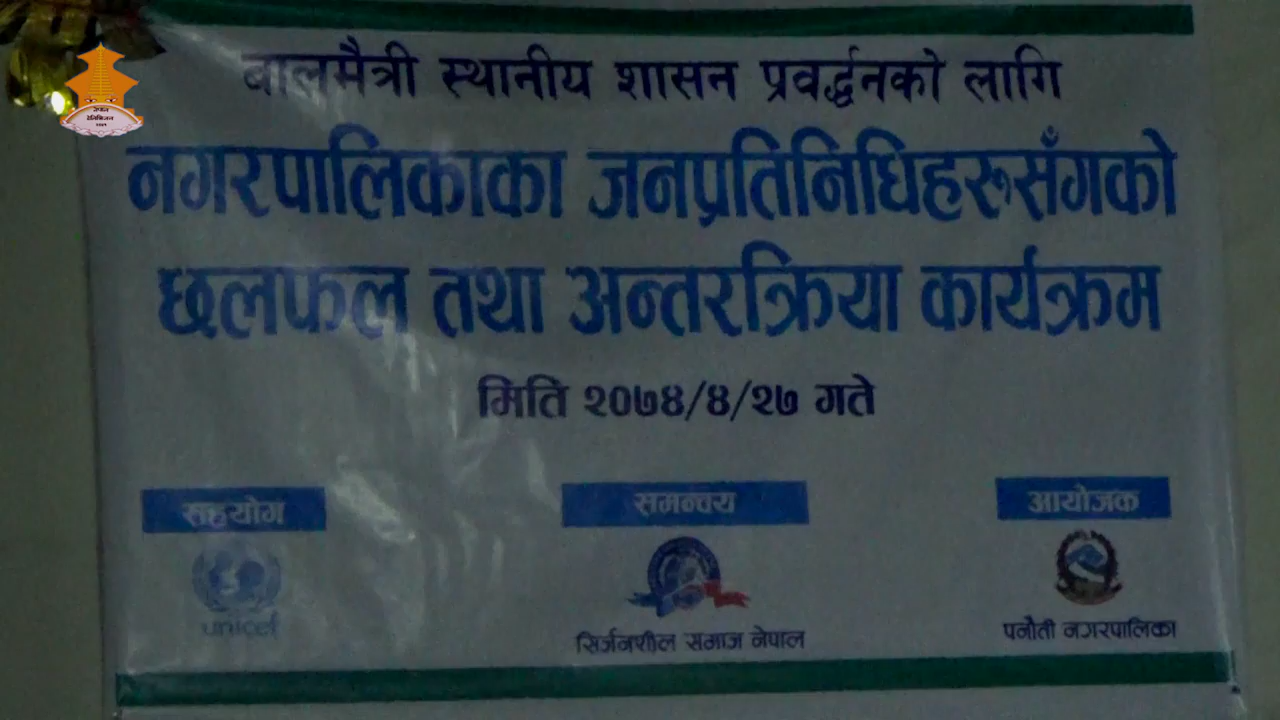 बालमैत्री स्थानीय शासन प्रवर्द्धनको लागि
नगरपालिकाका जनप्रतिनिधिहरूसँगको
छलफल तथा अन्तरक्रिया कार्यक्रम
मिति २०७४/४/२७ गते
सहयोग समन्वय आयोजक
unicef
सिर्जनशील समाज नेपाल
पनौती नगरपालिका
नेपाल
टेलिभिजन